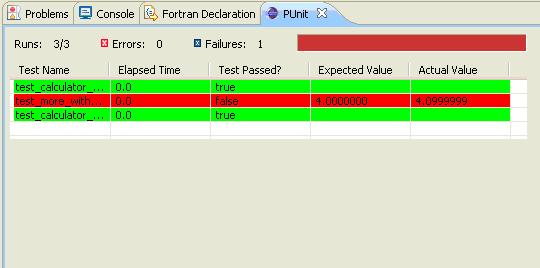 Problems Console Fortran Declaration PUnit
Runs: 3/3 Errors: 0 Failures: 1
Test Name Elapsed Time Test Passed? Expected Value Actual Value
test_calculator_... 0.0 true
test_more_with... 0.0 false 4.0000000 4.0999999
test_calculator_... 0.0 true